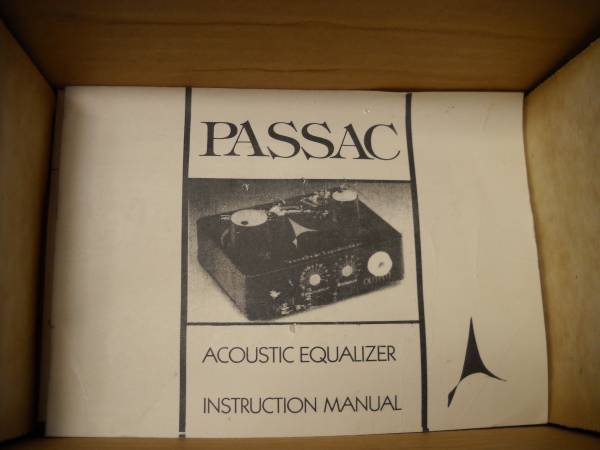 PASSAC
ACOUSTIC EQUALIZER
INSTRUCTION MANUAL